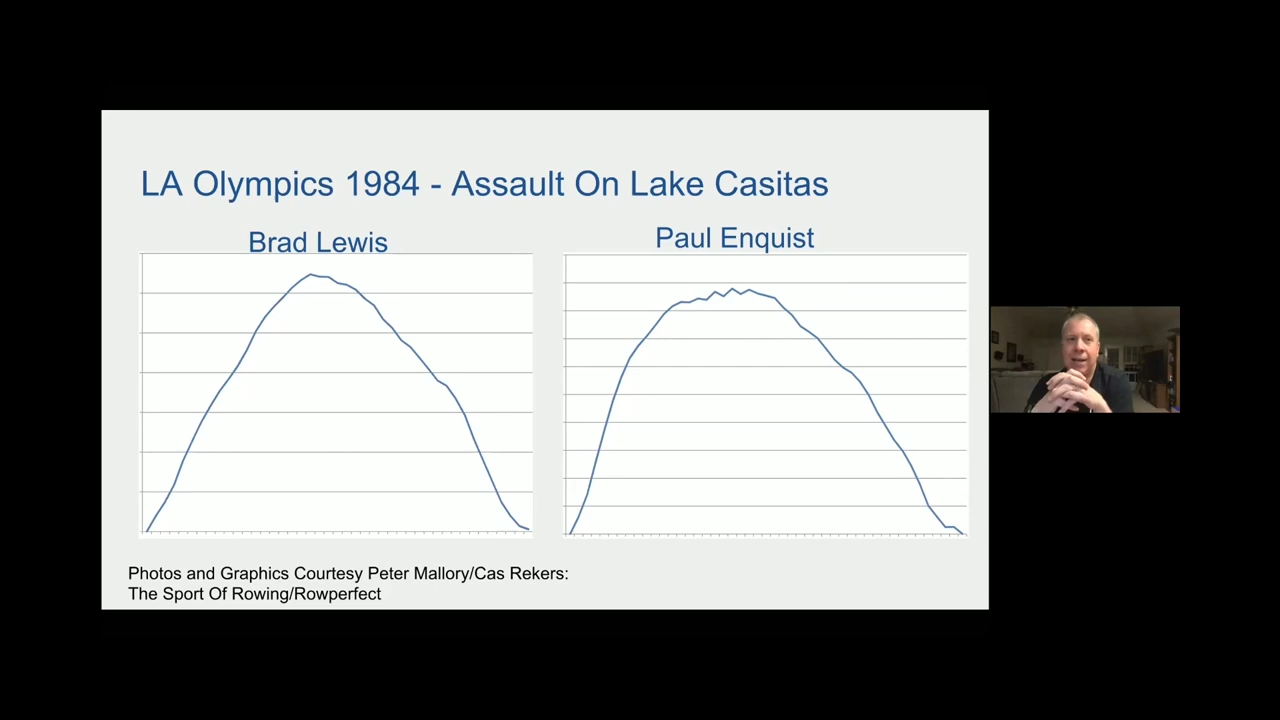 LA Olympics 1984 - Assault On Lake Casitas
Brad Lewis
Paul Enquist
Photos and Graphics Courtesy Peter Mallory/Cas Rekers:
The Sport Of Rowing/Rowperfect